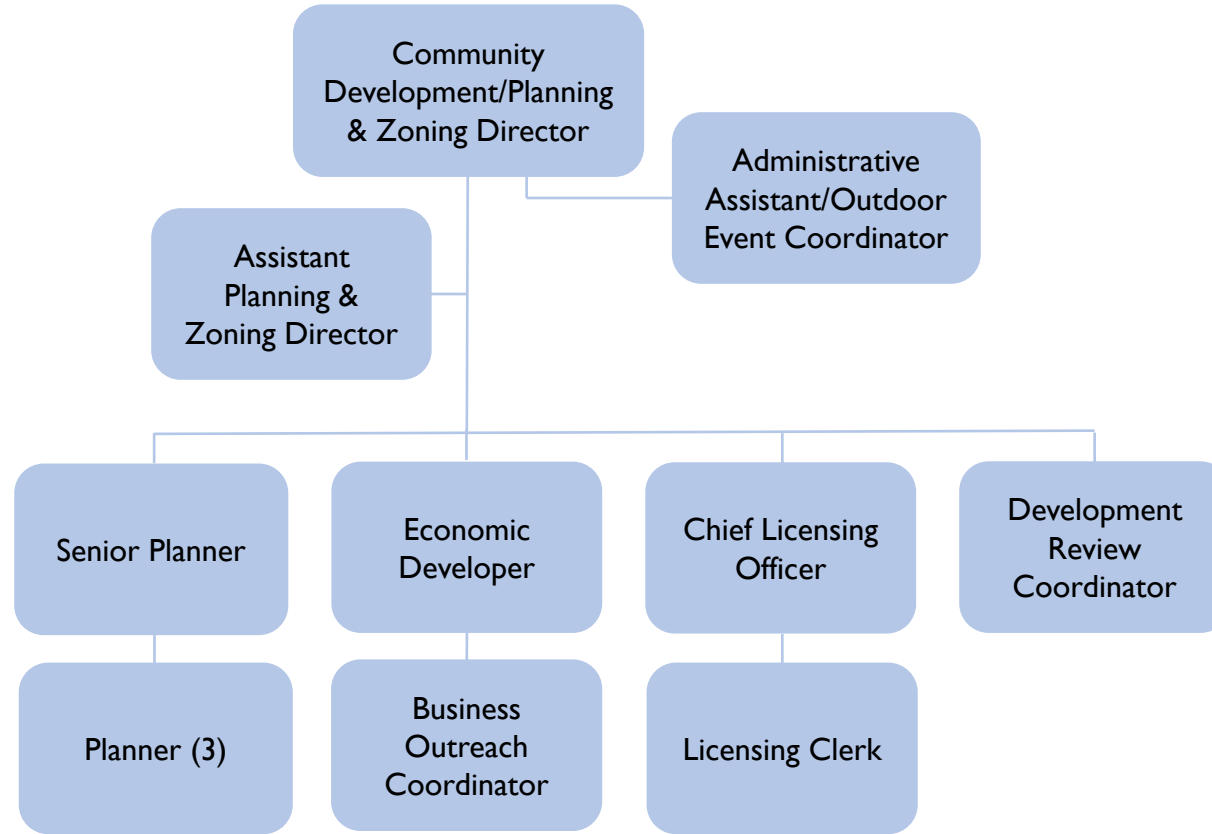 Community
Development/Planning
& Zoning Director
Administrative
Assistant/Outdoor
Event Coordinator
Assistant
Planning &
Zoning Director
Senior Planner
Economic
Developer
Chief Licensing
Officer
Development
Review
Coordinator
Planner (3)
Business
Outreach
Coordinator
Licensing Clerk